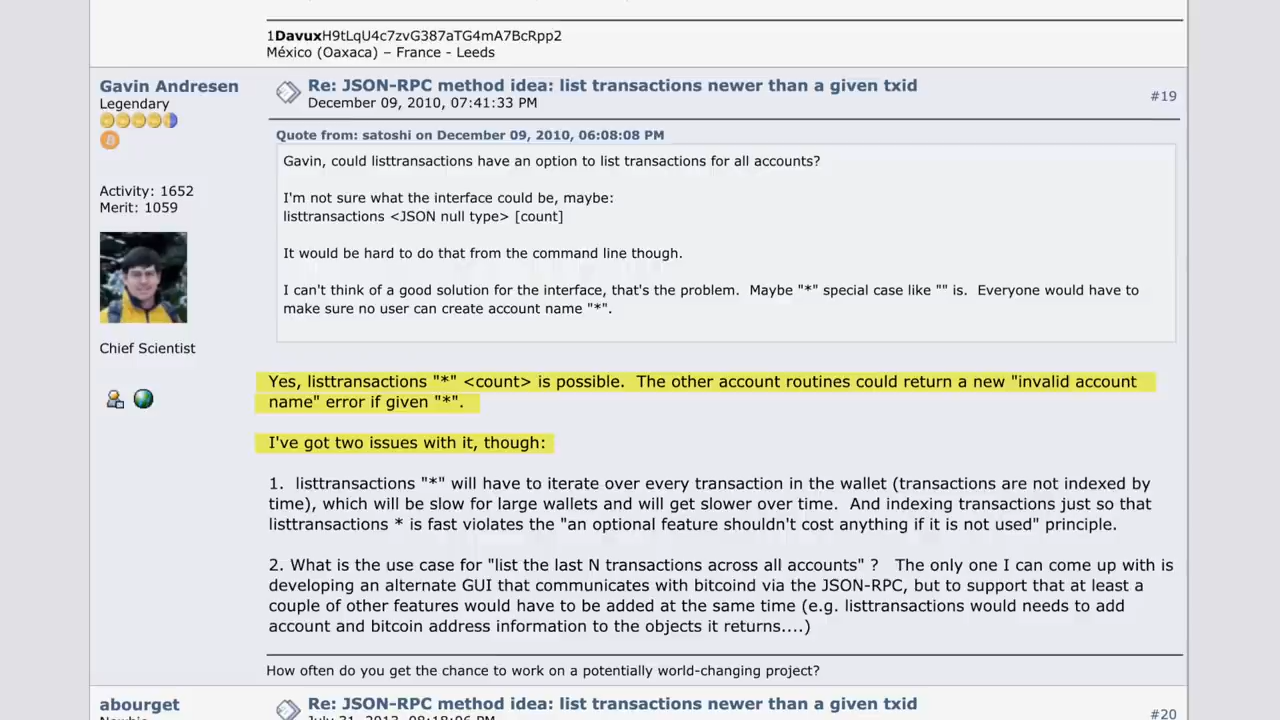 1DavuxH9tLqU4c7zvG387aTG4mA7BcRpp2
México (Oaxaca) – France - Leeds
Gavin Andresen
Legendary
Activity: 1652
Merit: 1059
Chief Scientist
Re: JSON-RPC method idea: list transactions newer than a given txid
December 09, 2010, 07:41:33 PM
#19
Quote from: satoshi on December 09, 2010, 06:08:08 PM
Gavin, could listtransactions have an option to list transactions for all accounts?
I'm not sure what the interface could be, maybe:
listtransactions <JSON null type> [count]
It would be hard to do that from the command line though.
I can't think of a good solution for the interface, that's the problem.  Maybe "*" special case like "" is.  Everyone would have to
make sure no user can create account name "*".
Yes, listtransactions "*" <count> is possible.  The other account routines could return a new "invalid account
name" error if given "*".
I've got two issues with it, though:
1.  listtransactions "*" will have to iterate over every transaction in the wallet (transactions are not indexed by
time), which will be slow for large wallets and will get slower over time.  And indexing transactions just so that
listtransactions * is fast violates the "an optional feature shouldn't cost anything if it is not used" principle.
2. What is the use case for "list the last N transactions across all accounts" ?   The only one I can come up with is
developing an alternate GUI that communicates with bitcoind via the JSON-RPC, but to support that at least a
couple of other features would have to be added at the same time (e.g. listtransactions would needs to add
account and bitcoin address information to the objects it returns....)
How often do you get the chance to work on a potentially world-changing project?
abourget
Re: JSON-RPC method idea: list transactions newer than a given txid
#20